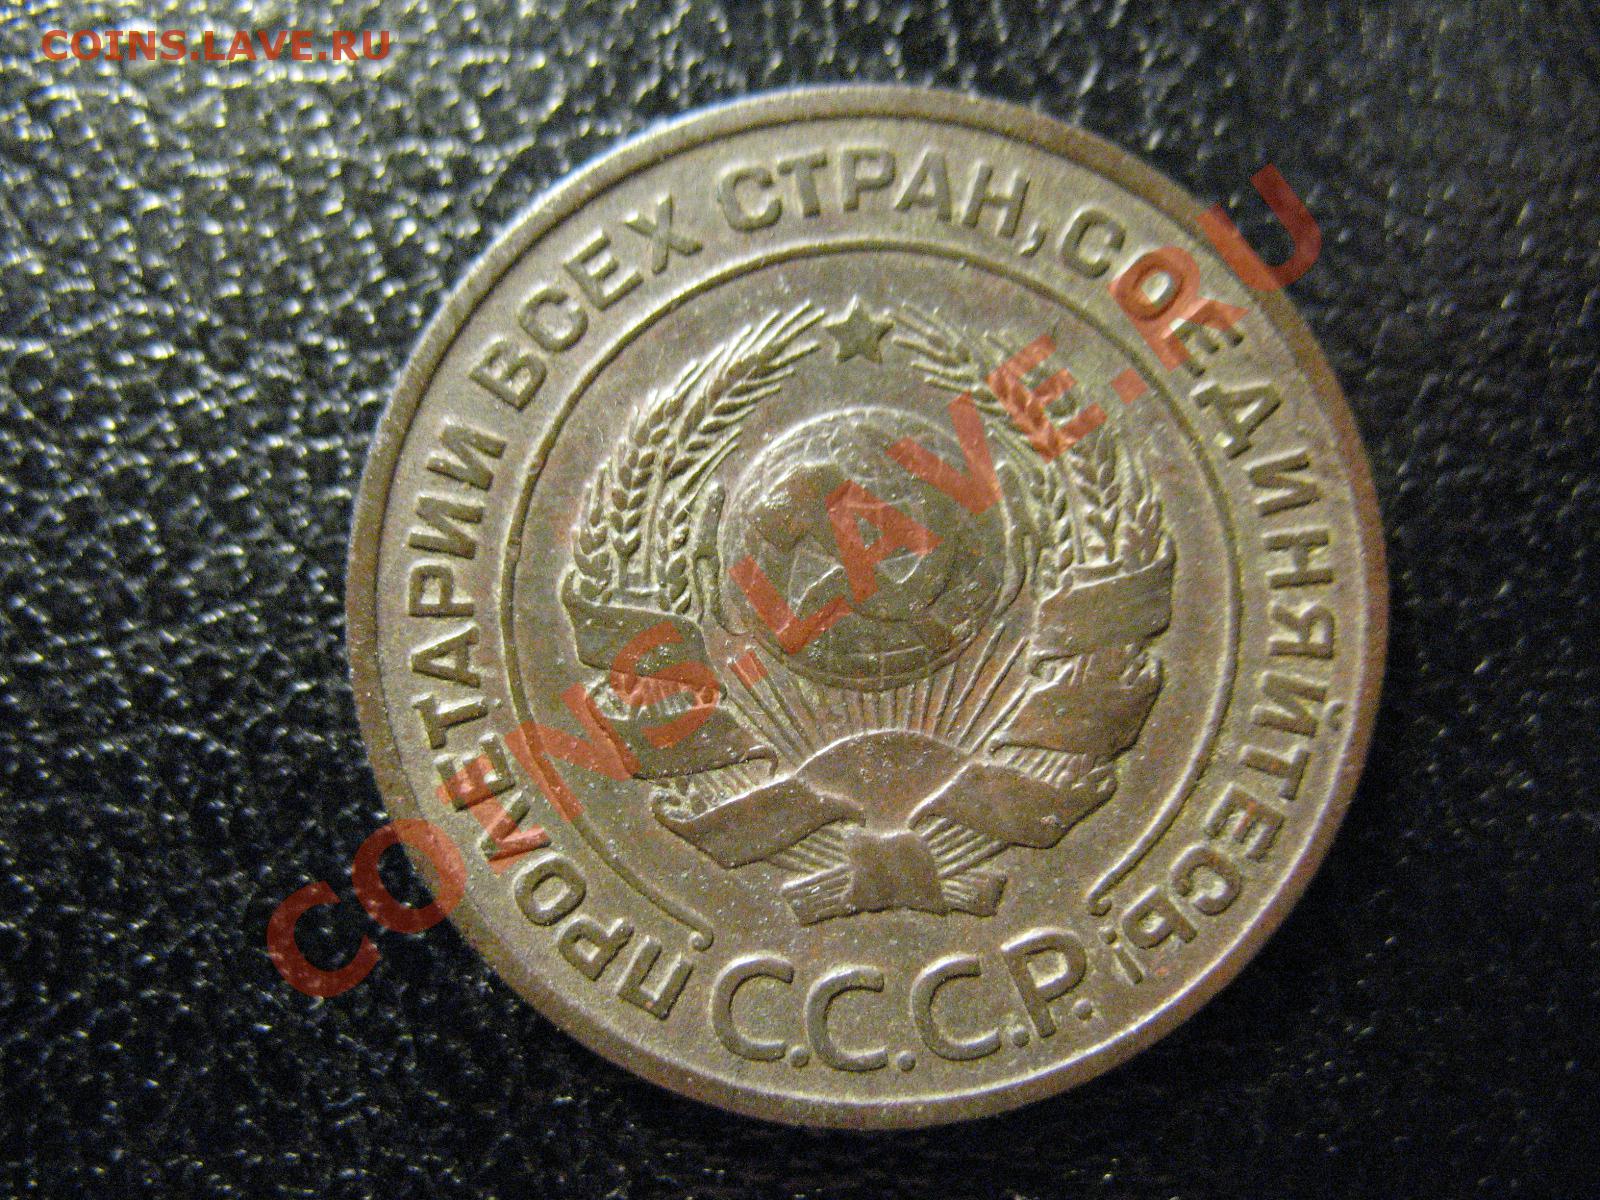 COINS.LAVE.RU
ПРОЛЕТАРИИ ВСЕХ СТРАН, СОЕДИНЯЙТЕСЬ!
С.С.С.Р.
COINS.LAVE.RU